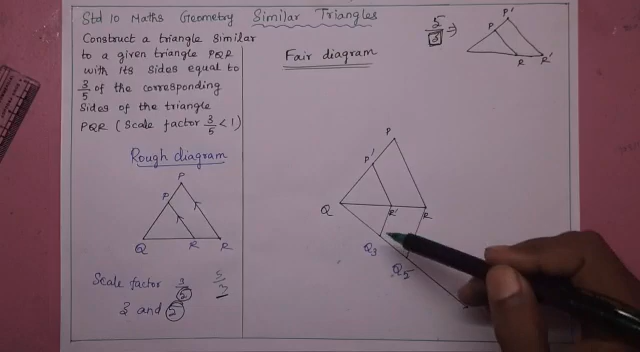 Std 10 Maths Geometry Similar Triangles
Construct a triangle similar
to a given triangle PQR
with its sides equal to
3/5 of the corresponding
sides of the triangle
PQR (Scale factor 3/5 < 1)
Rough diagram
P
P
Q
R
R
Scale factor 3/5
5/3
3 and 5
Fair diagram
5/3 ⇒
P'
P
R
R'
P
P'
Q
R'
R
Q3
Q5